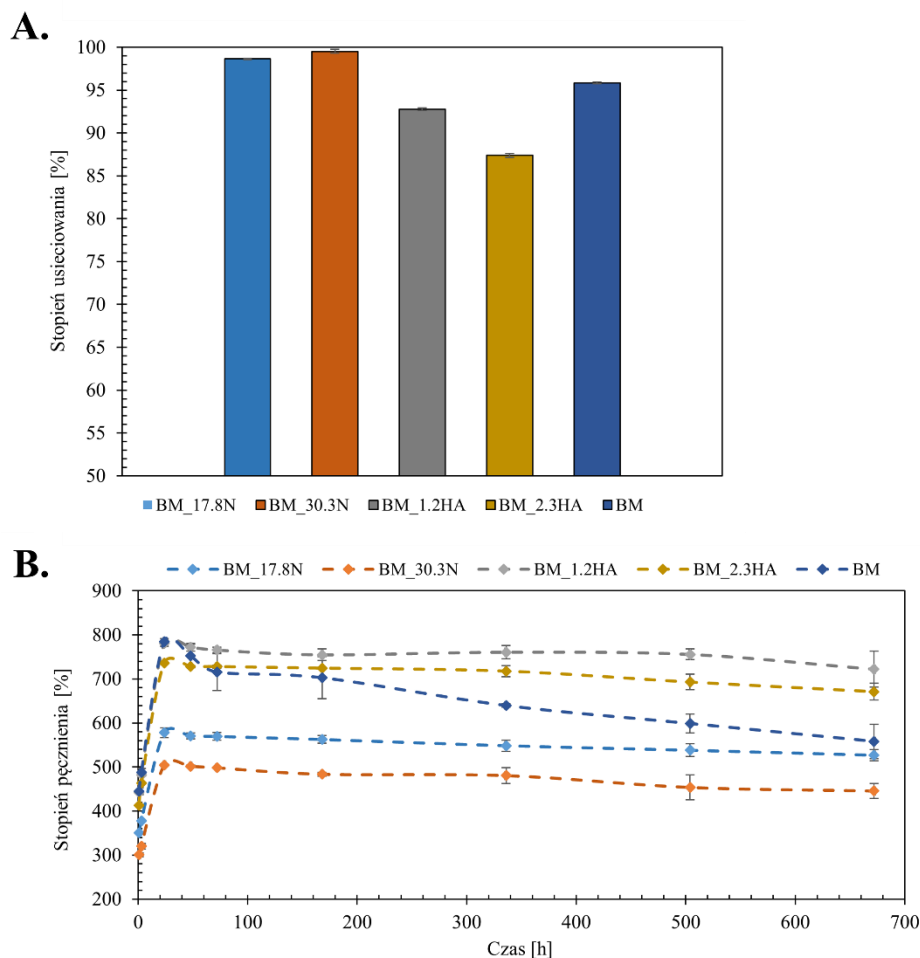 A.
Stopień usieciowania [%]
100
95
90
85
80
75
70
65
60
55
50
BM_17.8N BM_30.3N BM_1.2HA BM_2.3HA BM
B.
BM_17.8N BM_30.3N BM_1.2HA BM_2.3HA BM
Stopień pęcznienia [%]
900
800
700
600
500
400
300
200
0 100 200 300 400 500 600 700
Czas [h]